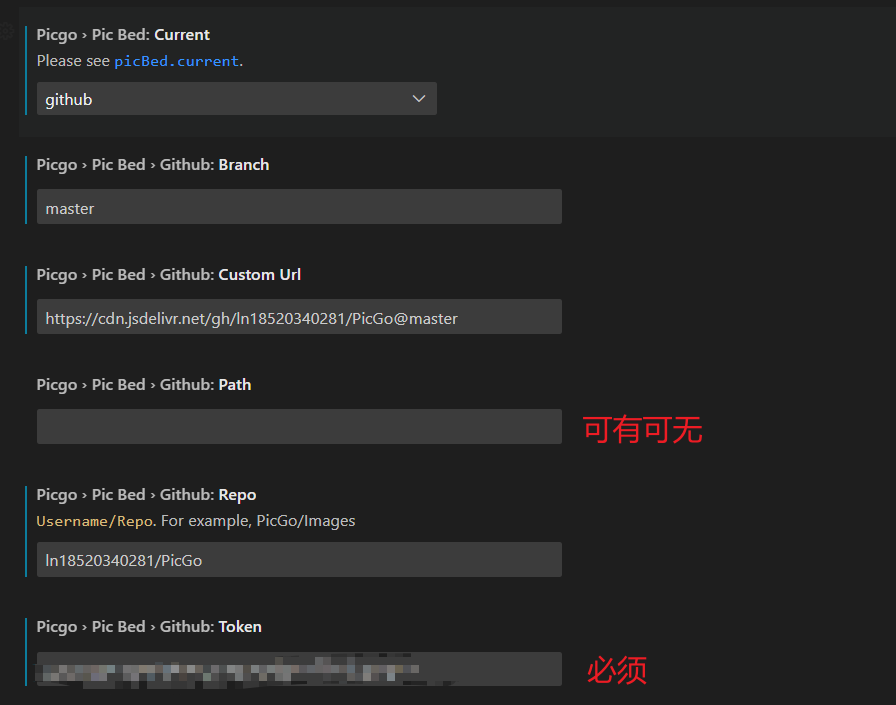 Picgo › Pic Bed: Current
Please see picBed.current.
github
Picgo › Pic Bed › Github: Branch
master
Picgo › Pic Bed › Github: Custom Url
https://cdn.jsdelivr.net/gh/ln18520340281/PicGo@master
Picgo › Pic Bed › Github: Path
可有可无
Picgo › Pic Bed › Github: Repo
Username/Repo. For example, PicGo/Images
ln18520340281/PicGo
Picgo › Pic Bed › Github: Token
必须